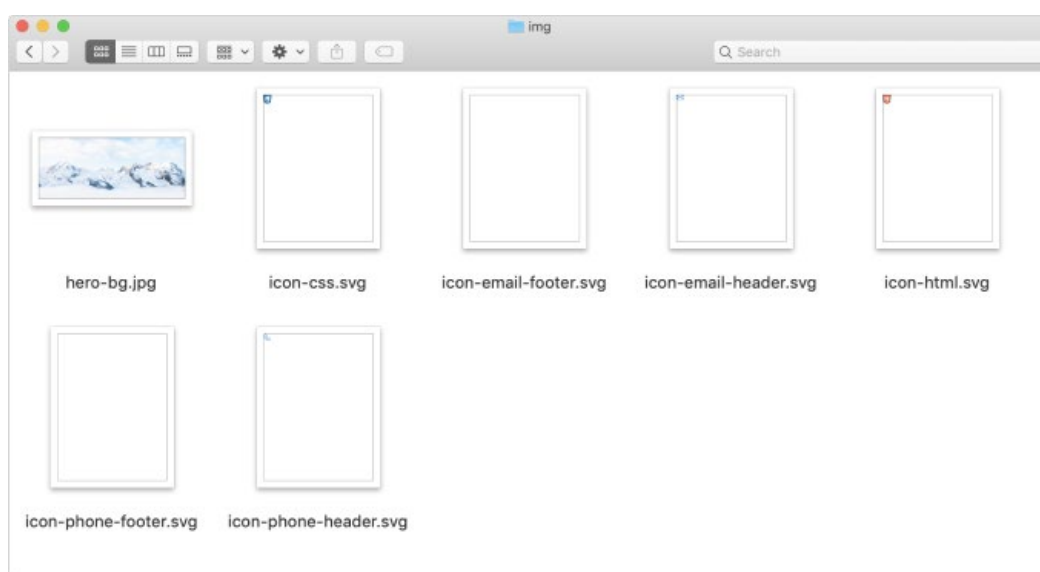 img
Search
hero-bg.jpg
icon-css.svg
icon-email-footer.svg
icon-email-header.svg
icon-html.svg
icon-phone-footer.svg
icon-phone-header.svg